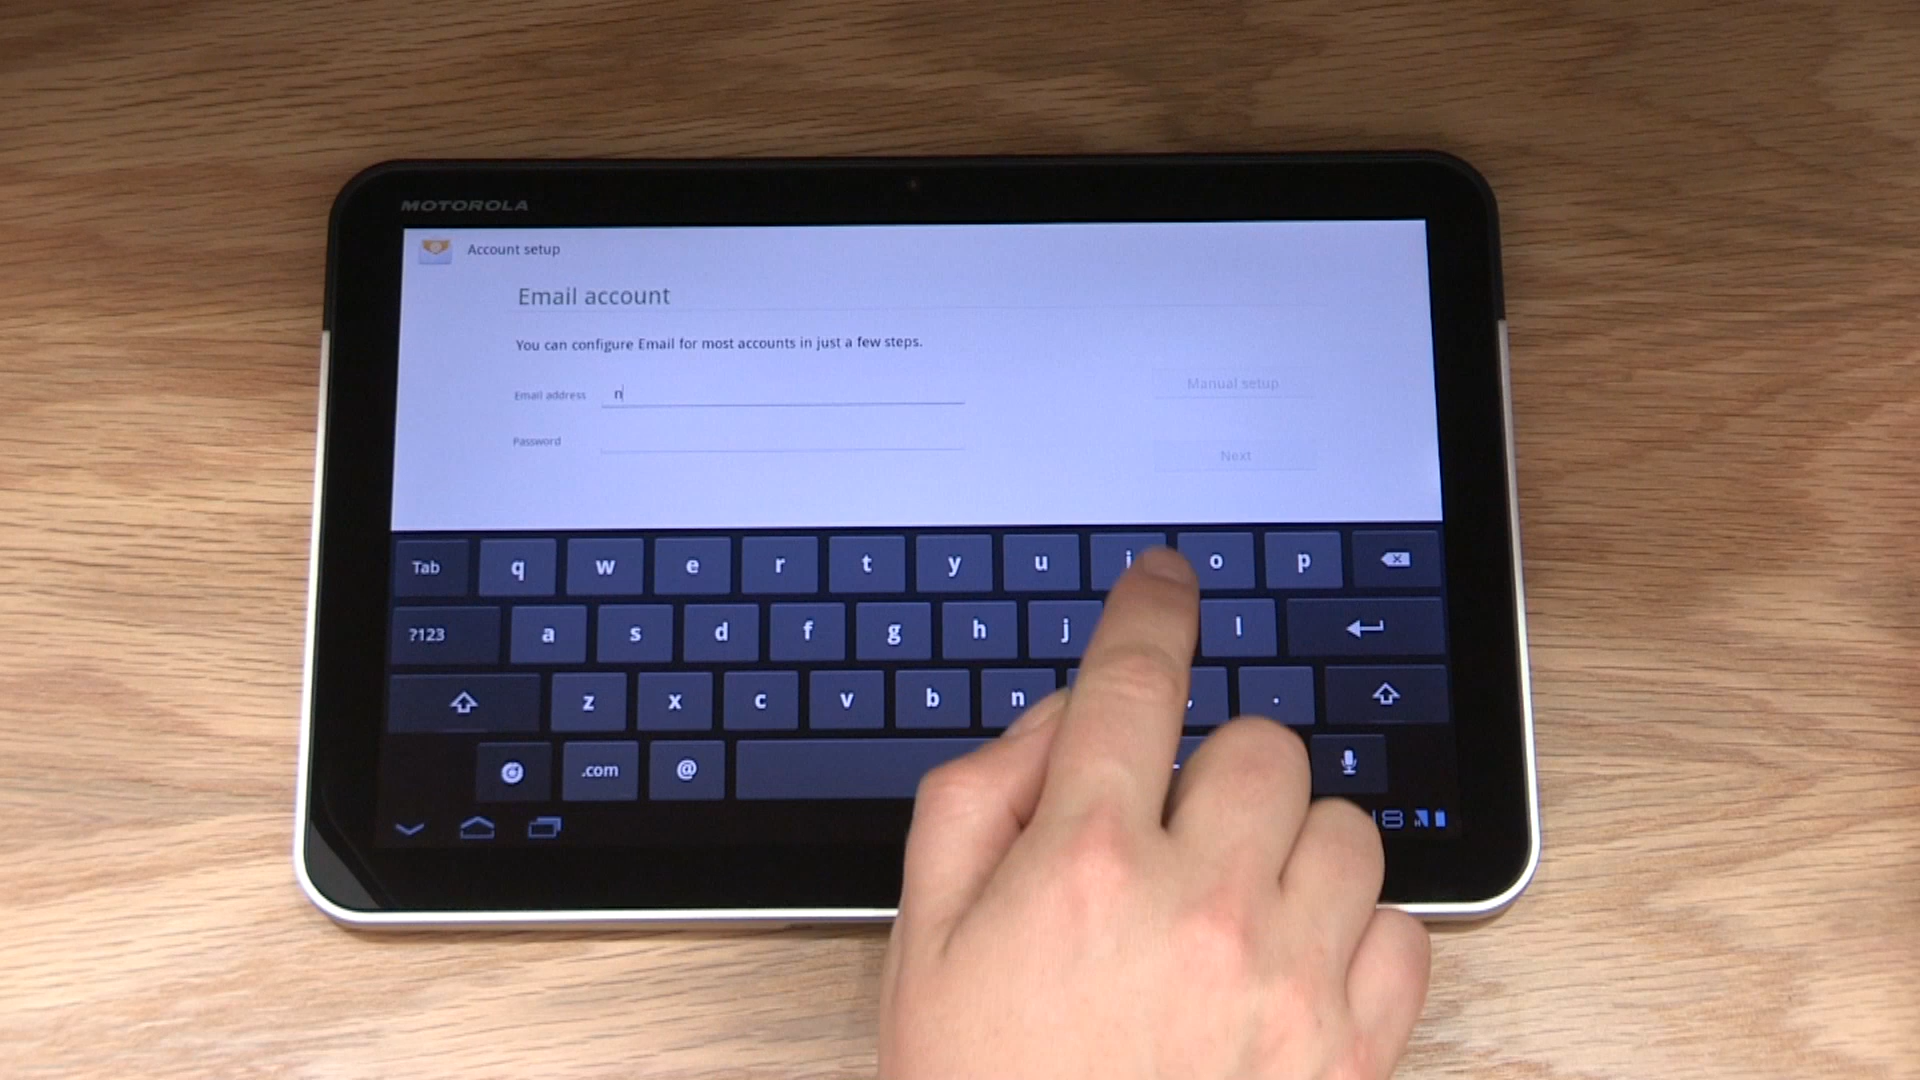 MOTOROLA
Account setup
Email account
You can configure Email for most accounts in just a few steps.
Email address n
Manual setup
Password
Next
Tab q w e r t y u i o p
?123 a s d f g h j l
z x c v b n , .
.com @ -